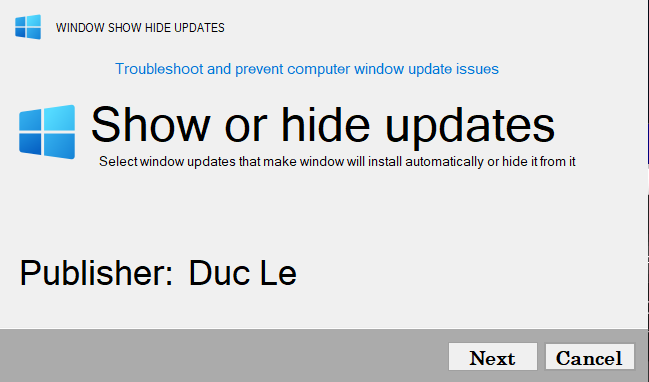 WINDOW SHOW HIDE UPDATES
Troubleshoot and prevent computer window update issues
Show or hide updates
Select window updates that make window will install automatically or hide it from it
Publisher: Duc Le
Next Cancel